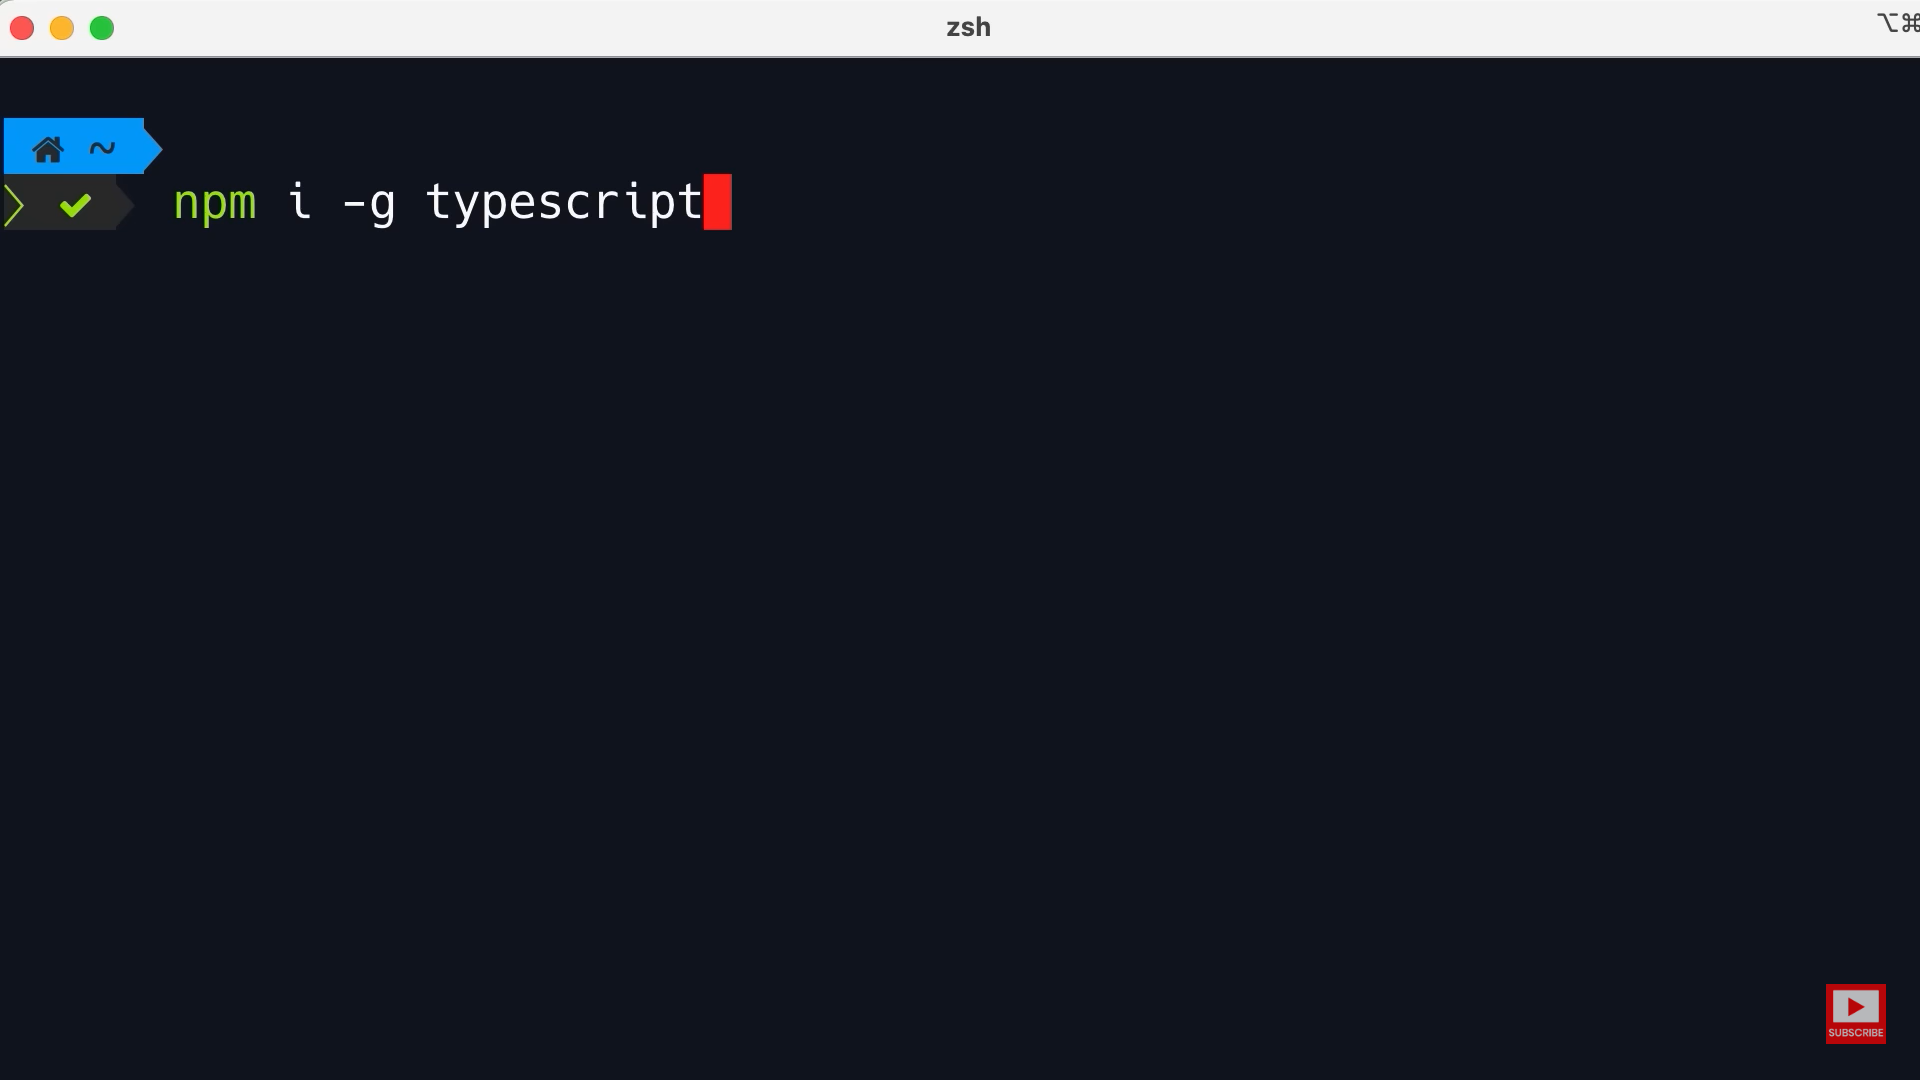 zsh
⌥⌘
~
npm i -g typescript
SUBSCRIBE